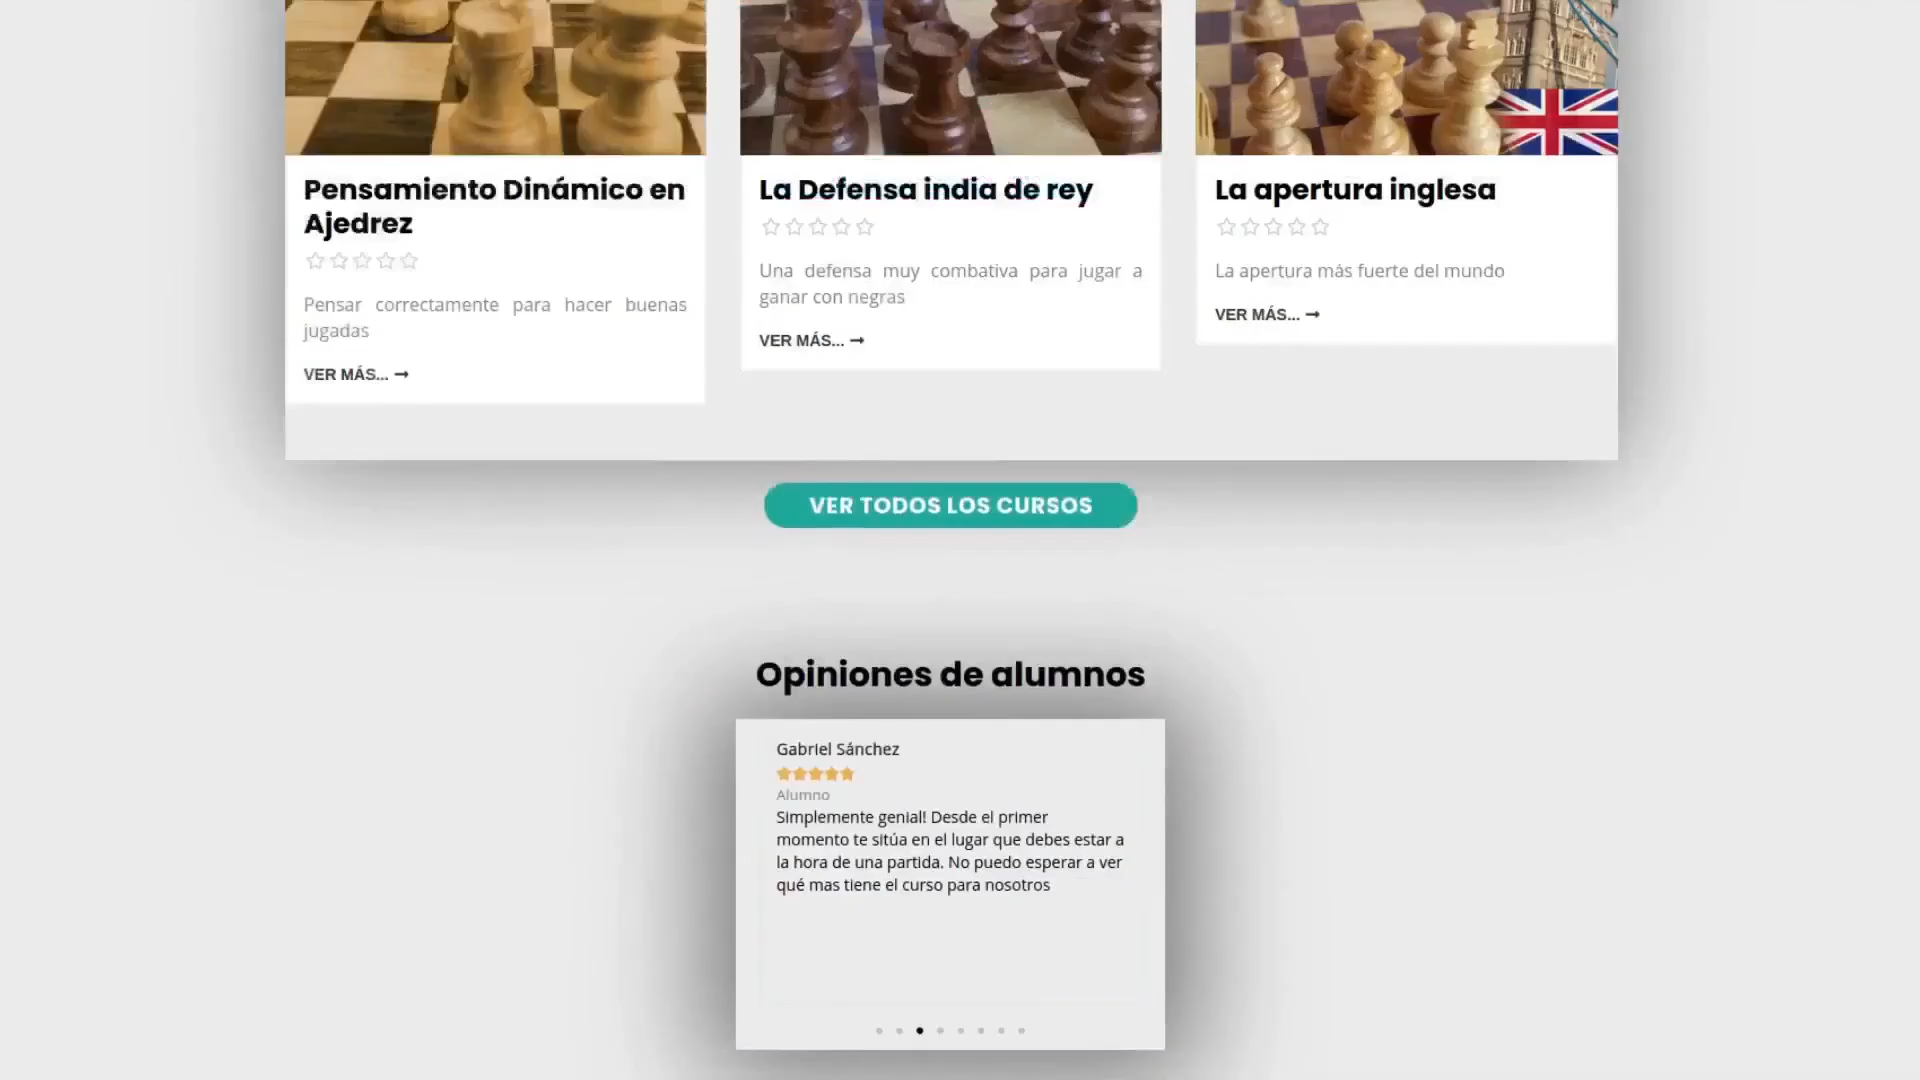 Pensamiento Dinámico en
Ajedrez
Pensar correctamente para hacer buenas
jugadas
VER MÁS...
La Defensa india de rey
Una defensa muy combativa para jugar a
ganar con negras
VER MÁS...
La apertura inglesa
La apertura más fuerte del mundo
VER MÁS...
VER TODOS LOS CURSOS
Opiniones de alumnos
Gabriel Sánchez
Alumno
Simplemente genial! Desde el primer
momento te sitúa en el lugar que debes estar a
la hora de una partida. No puedo esperar a ver
qué mas tiene el curso para nosotros